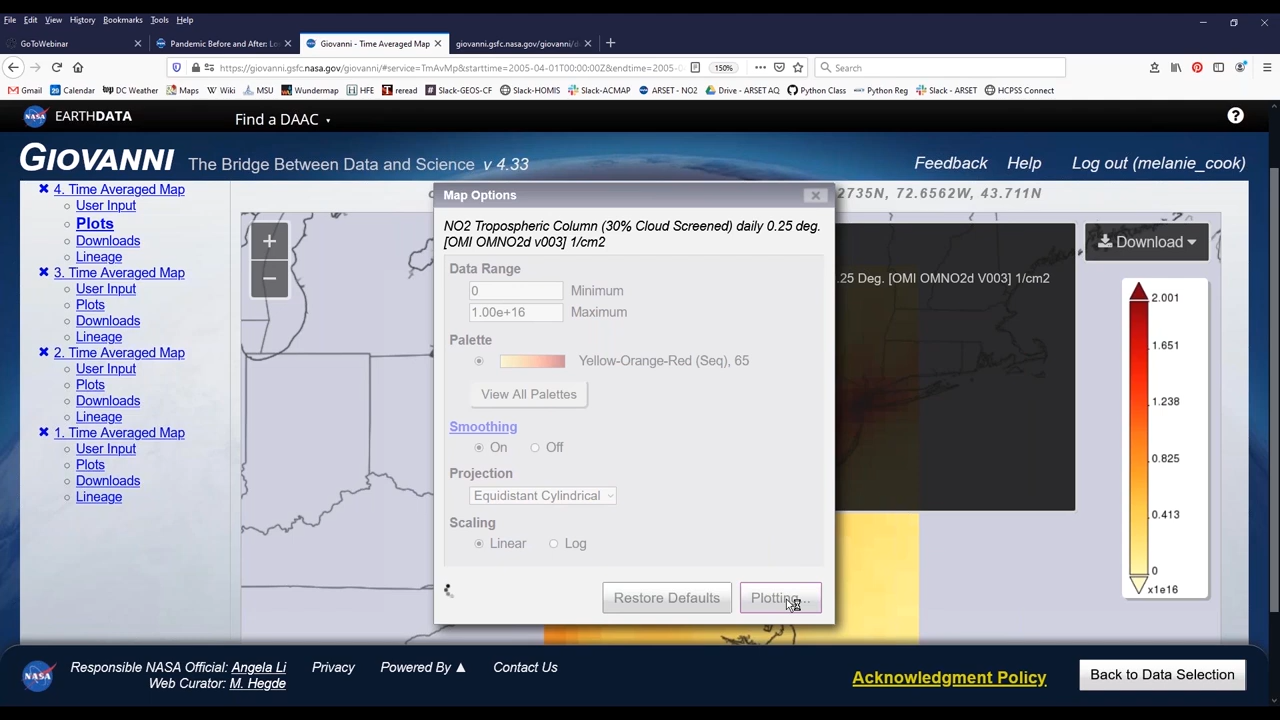 File Edit View History Bookmarks Tools Help
GoToWebinar
Pandemic Before and After: Lo
Giovanni - Time Averaged Map
giovanni.gsfc.nasa.gov/giovanni/d
https://giovanni.gsfc.nasa.gov/giovanni/#service=TmAvMp&starttime=2005-04-01T00:00:00Z&endtime=2005-0
150%
Search
Gmail Calendar DC Weather Maps Wiki MSU Wundermap HFE reread Slack-GEOS-CF Slack-HOMIS Slack-ACMAP ARSET - NO2 Drive - ARSET AQ Python Class Python Reg Slack - ARSET HCPSS Connect
NASA EARTHDATA Find a DAAC
GIOVANNI The Bridge Between Data and Science v 4.33
Feedback Help Log out (melanie_cook)
4. Time Averaged Map
User Input
Plots
Downloads
Lineage
3. Time Averaged Map
User Input
Plots
Downloads
Lineage
2. Time Averaged Map
User Input
Plots
Downloads
Lineage
1. Time Averaged Map
User Input
Plots
Downloads
Lineage
2735N, 72.6562W, 43.711N
Map Options
NO2 Tropospheric Column (30% Cloud Screened) daily 0.25 deg.
[OMI OMNO2d v003] 1/cm2
Data Range
0 Minimum
1.00e+16 Maximum
Palette
Yellow-Orange-Red (Seq), 65
View All Palettes
Smoothing
On Off
Projection
Equidistant Cylindrical
Scaling
Linear Log
Restore Defaults Plotting...
.25 Deg. [OMI OMNO2d V003] 1/cm2
Download
2.001
1.651
1.238
0.825
0.413
0
x1e16
NASA
Responsible NASA Official: Angela Li
Web Curator: M. Hegde
Privacy Powered By ▲ Contact Us
Acknowledgment Policy
Back to Data Selection